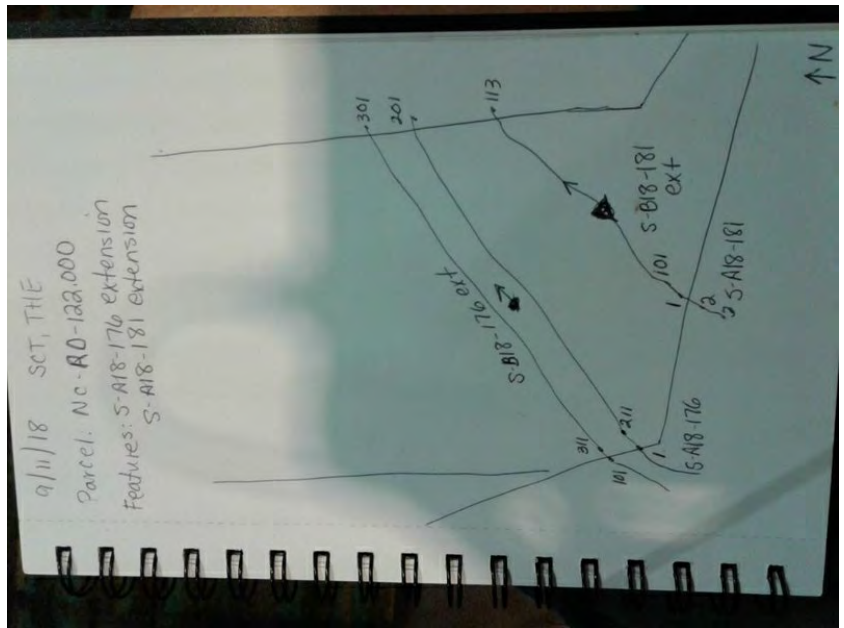 9/11/18 SCT, THE
Parcel: NC-RO-122.000
Features: S-A18-176 extension
S-A18-181 extension
301
201
113
S-B18-176 ext
S-B18-181
ext
101
1
2
S-A18-181
311
211
101
1
S-A18-176
N